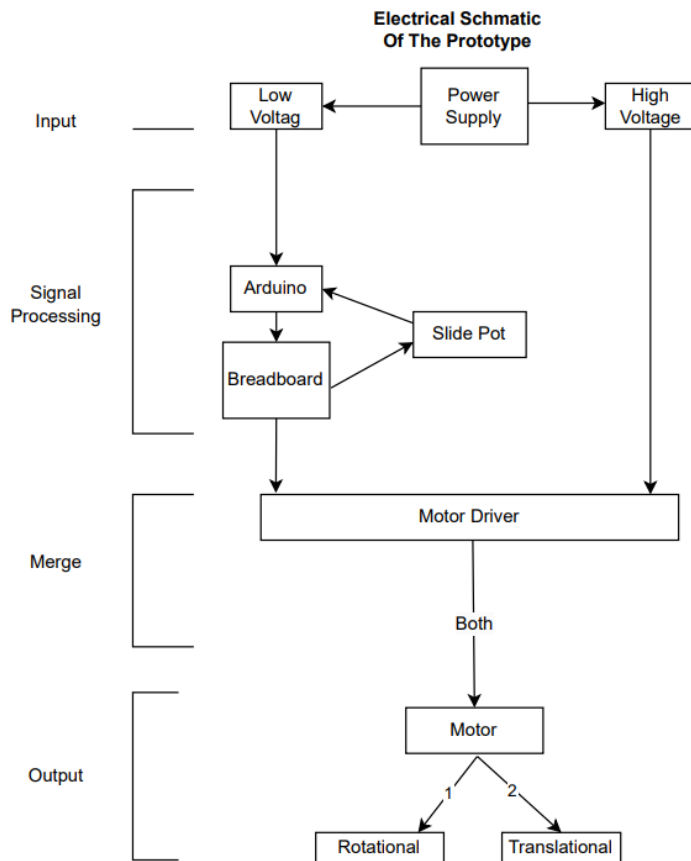 Electrical Schmatic
Of The Prototype
Input
Low
Voltag
Power
Supply
High
Voltage
Signal
Processing
Arduino
Slide Pot
Breadboard
Motor Driver
Merge
Both
Motor
Output
1
2
Rotational
Translational